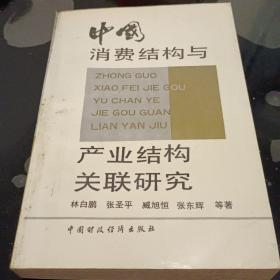 中国
消费结构与
ZHONG GUO
XIAO FEI JIE GOU
YU CHAN YE
JIE GOU GUAN
LIAN YAN JIU
产业结构
关联研究
林白鹏 张圣平 臧旭恒 张东辉 等著
中国财政经济出版社